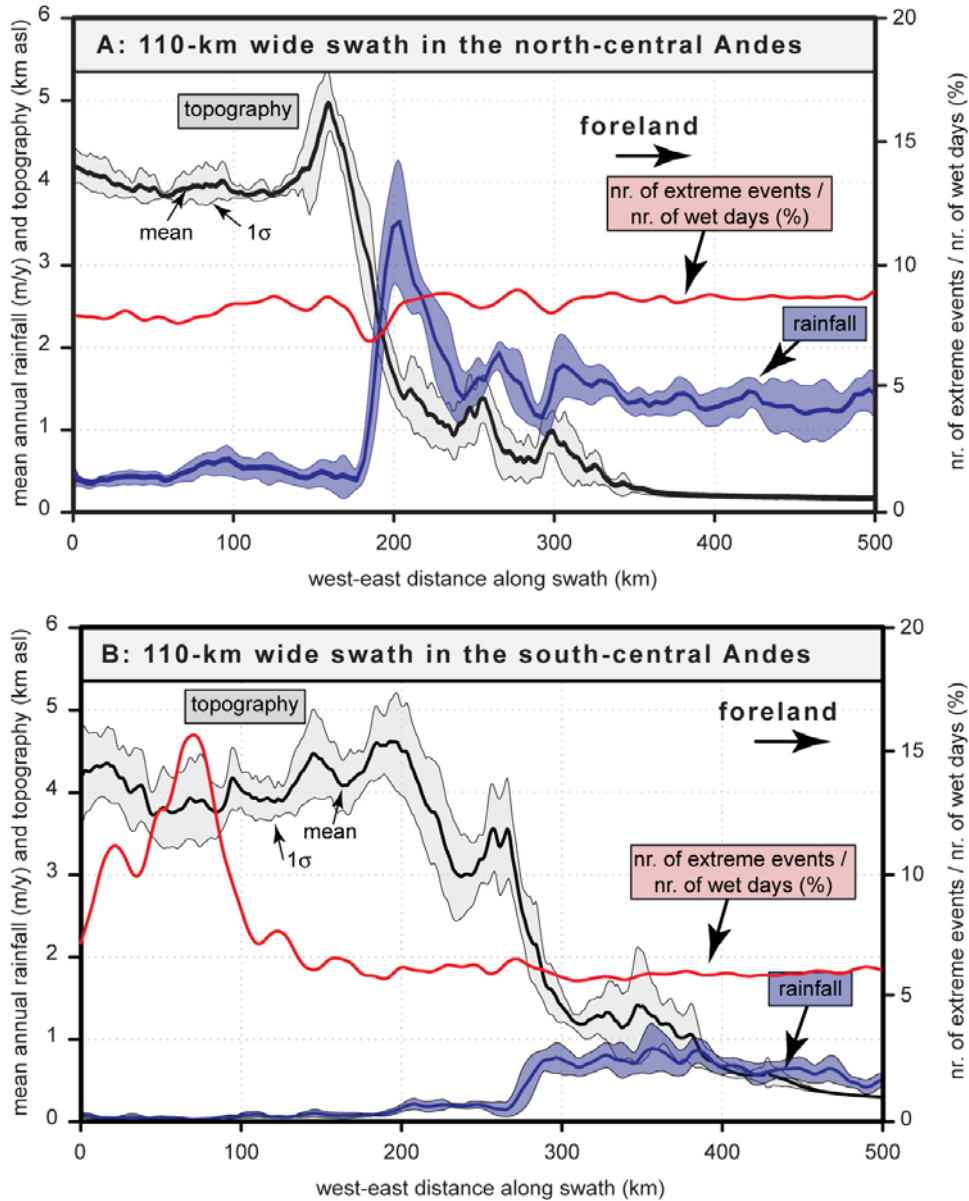 A: 110-km wide swath in the north-central Andes
mean annual rainfall (m/y) and topography (km asl)
nr. of extreme events / nr. of wet days (%)
6
5
4
3
2
1
0
20
15
10
5
0
topography
mean
1σ
foreland
nr. of extreme events /
nr. of wet days (%)
rainfall
0
100
200
300
400
500
west-east distance along swath (km)
B: 110-km wide swath in the south-central Andes
mean annual rainfall (m/y) and topography (km asl)
nr. of extreme events / nr. of wet days (%)
6
5
4
3
2
1
0
20
15
10
5
0
topography
mean
1σ
foreland
nr. of extreme events /
nr. of wet days (%)
rainfall
0
100
200
300
400
500
west-east distance along swath (km)